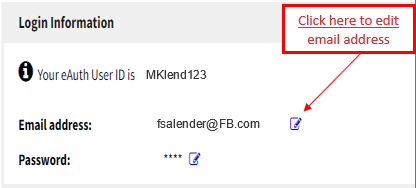 Login Information
Click here to edit
email address
Your eAuth User ID is MKlend123
Email address: fsalender@FB.com
Password: ****